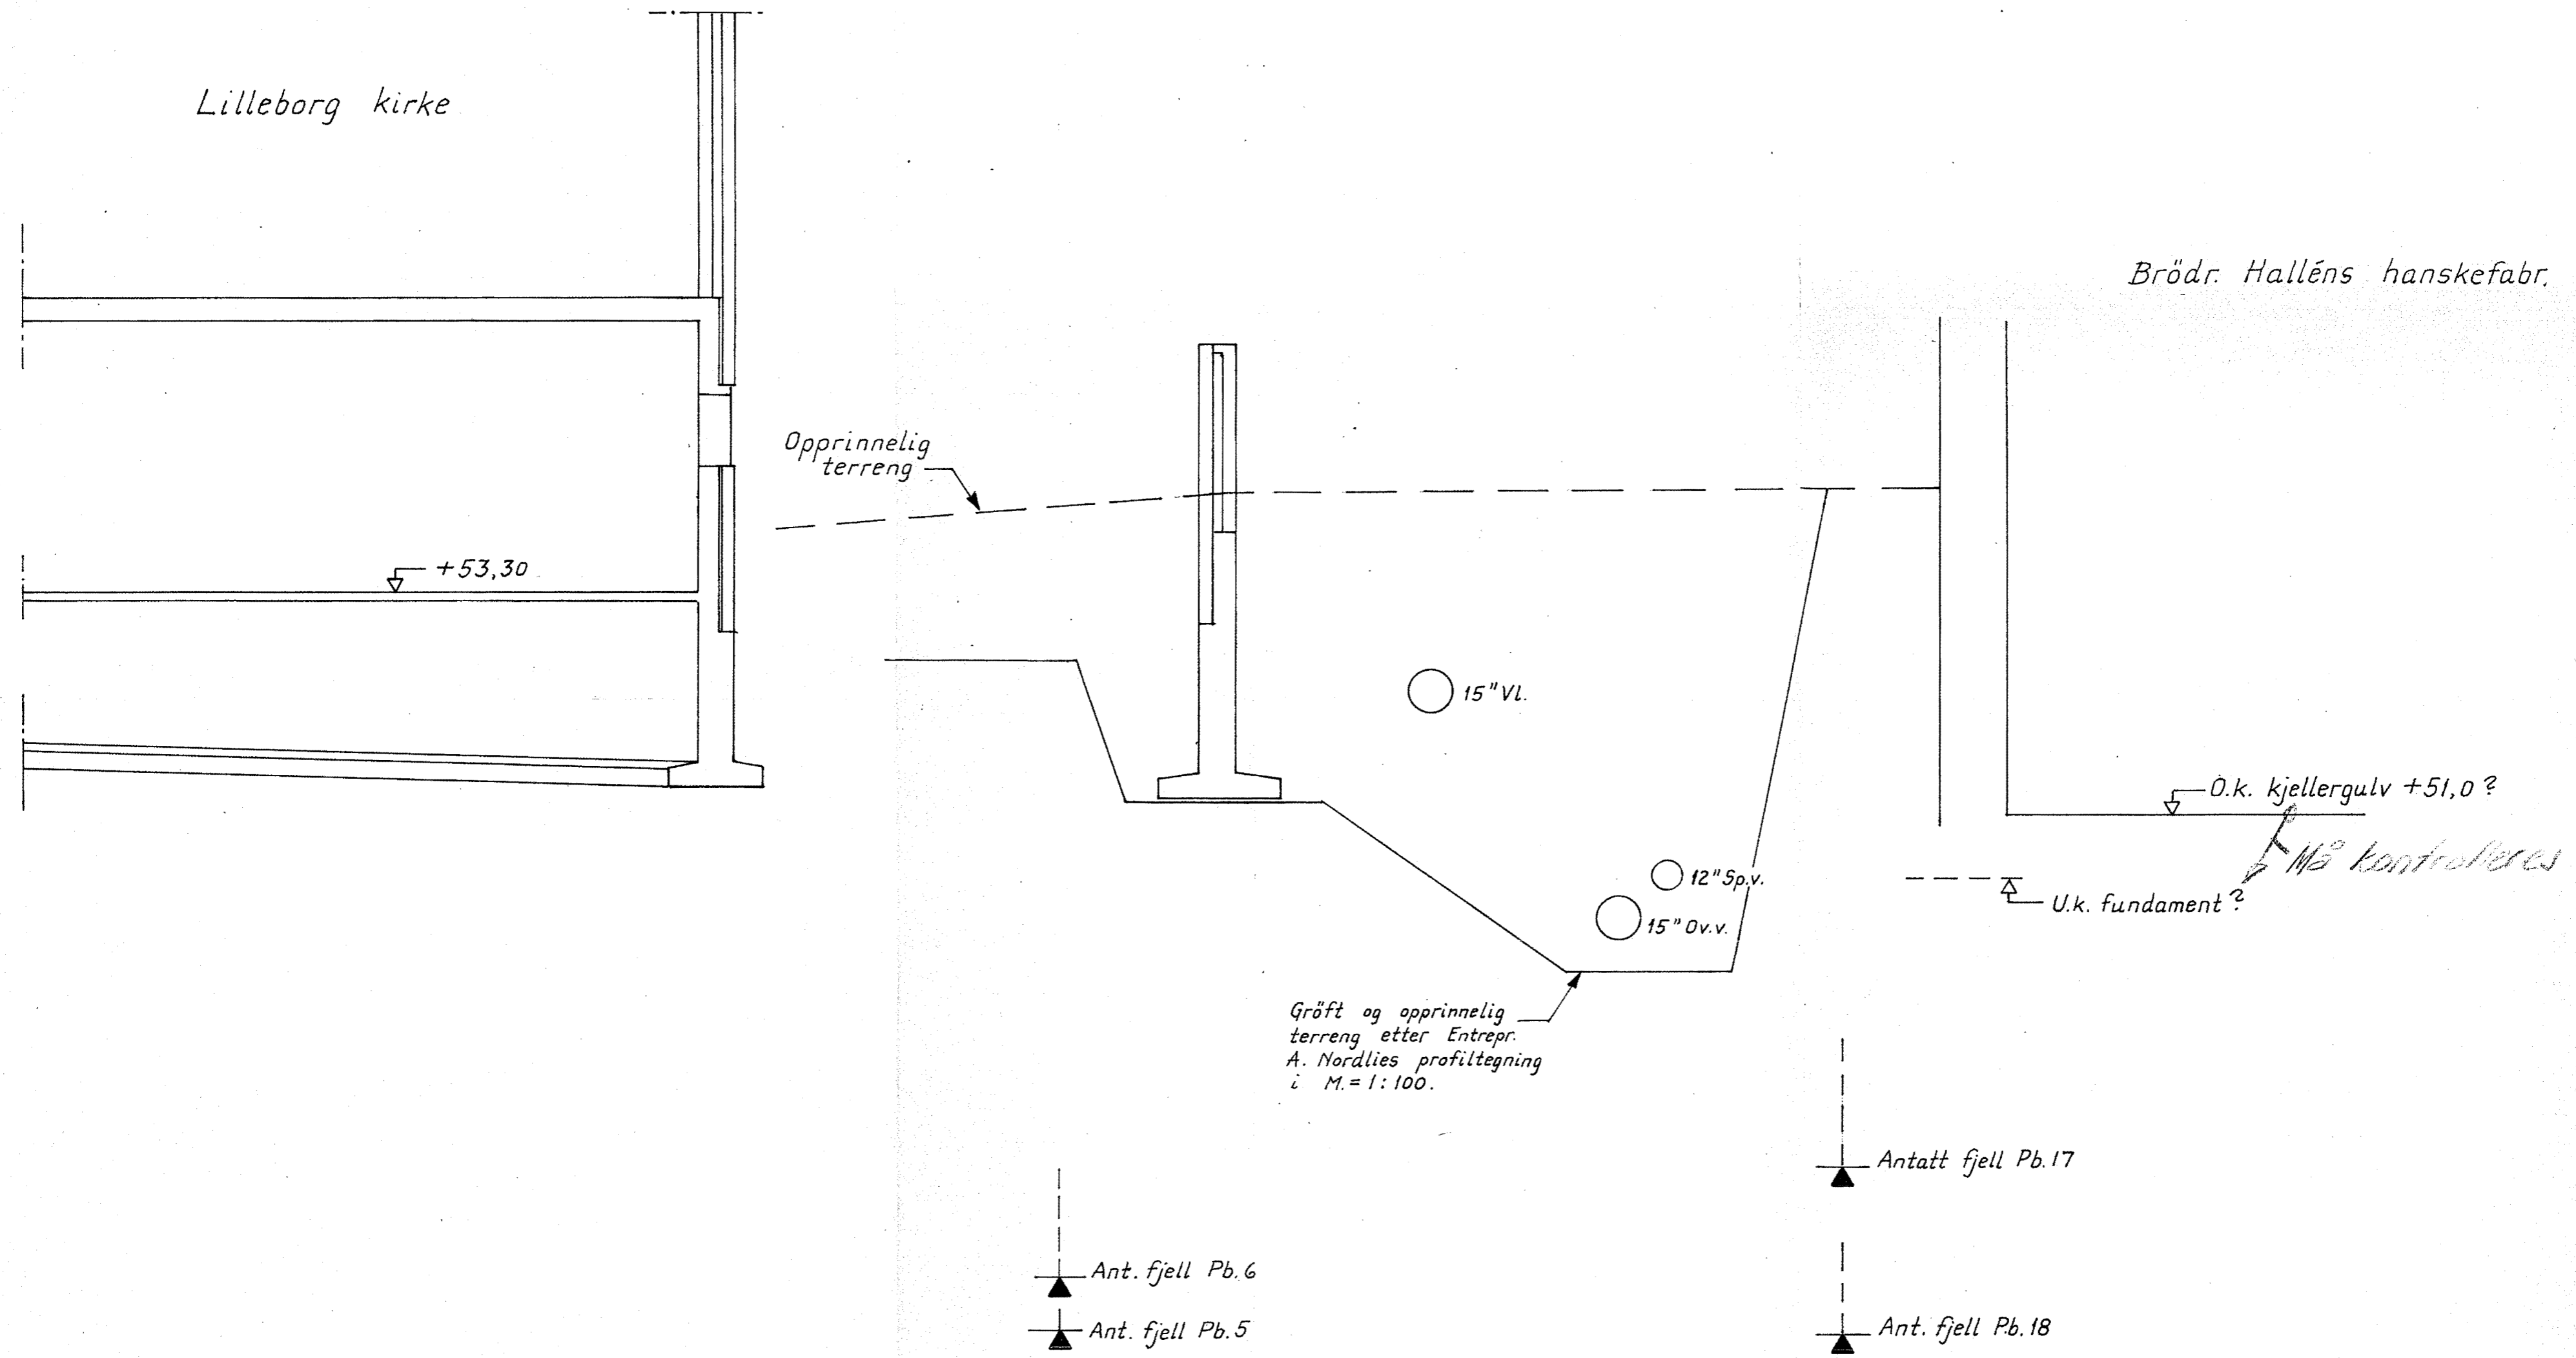 Lilleborg kirke
Brödr. Halléns hanskefabr.
Opprinnelig
terreng
+53,30
15" Vl.
O.k. kjellergulv +51,0 ?
Må kontrolleres
12" Sp.v.
U.k. fundament ?
15" Ov.v.
Gröft og opprinnelig
terreng etter Entrepr.
A. Nordlies profiltegning
i M.= 1:100.
Antatt fjell Pb. 17
Ant. fjell Pb. 6
Ant. fjell Pb. 5
Ant. fjell Pb. 18